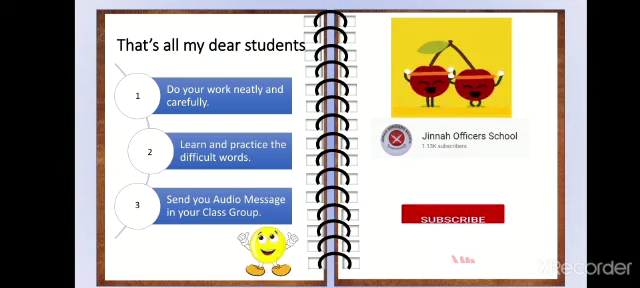 That's all my dear students
1
Do your work neatly and
carefully.
2
Learn and practice the
difficult words.
3
Send you Audio Message
in your Class Group.
Jinnah Officers School
1.15K subscribers
SUBSCRIBE
XRecorder